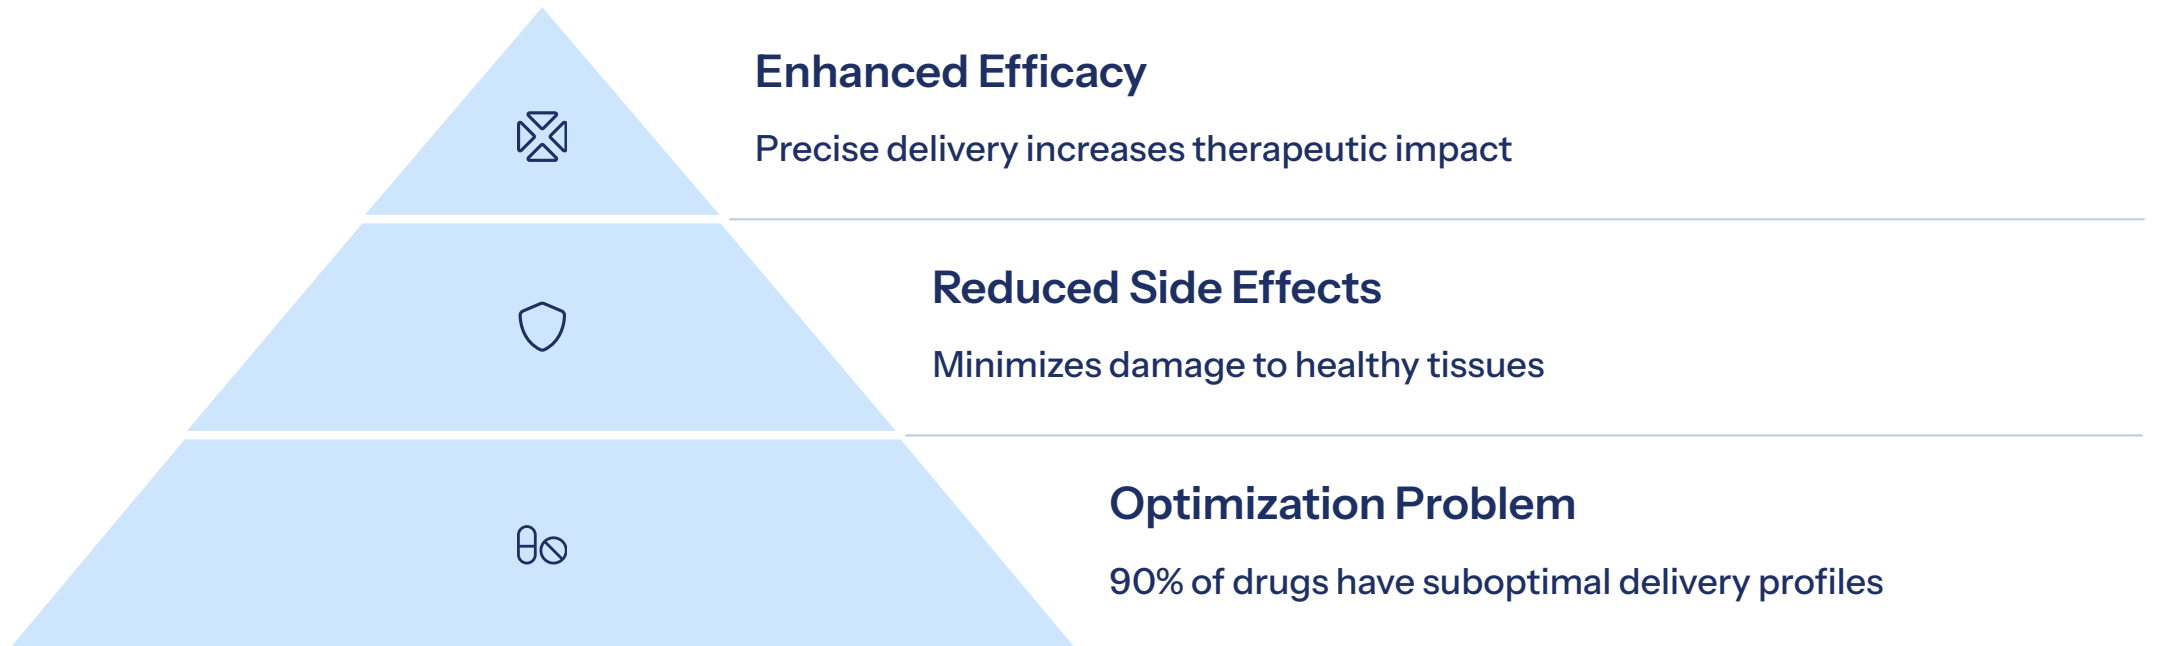 Enhanced Efficacy
Precise delivery increases therapeutic impact
Reduced Side Effects
Minimizes damage to healthy tissues
Optimization Problem
90% of drugs have suboptimal delivery profiles